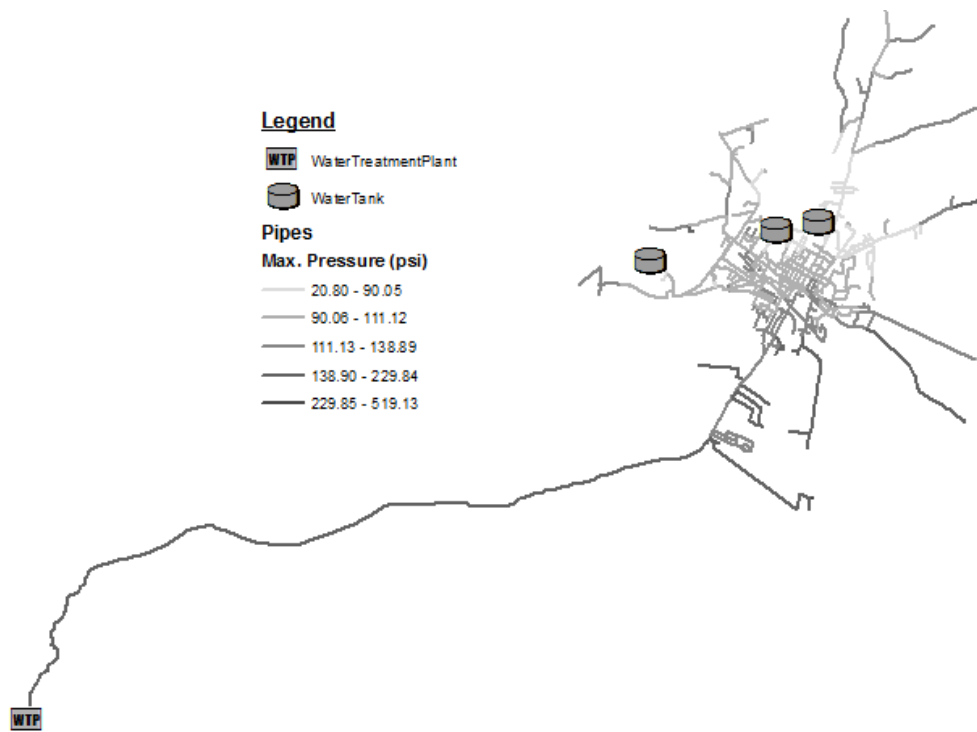 Legend
WTP WaterTreatmentPlant
WaterTank
Pipes
Max. Pressure (psi)
20.80 - 90.05
90.06 - 111.12
111.13 - 138.89
138.90 - 229.84
229.85 - 519.13
WTP